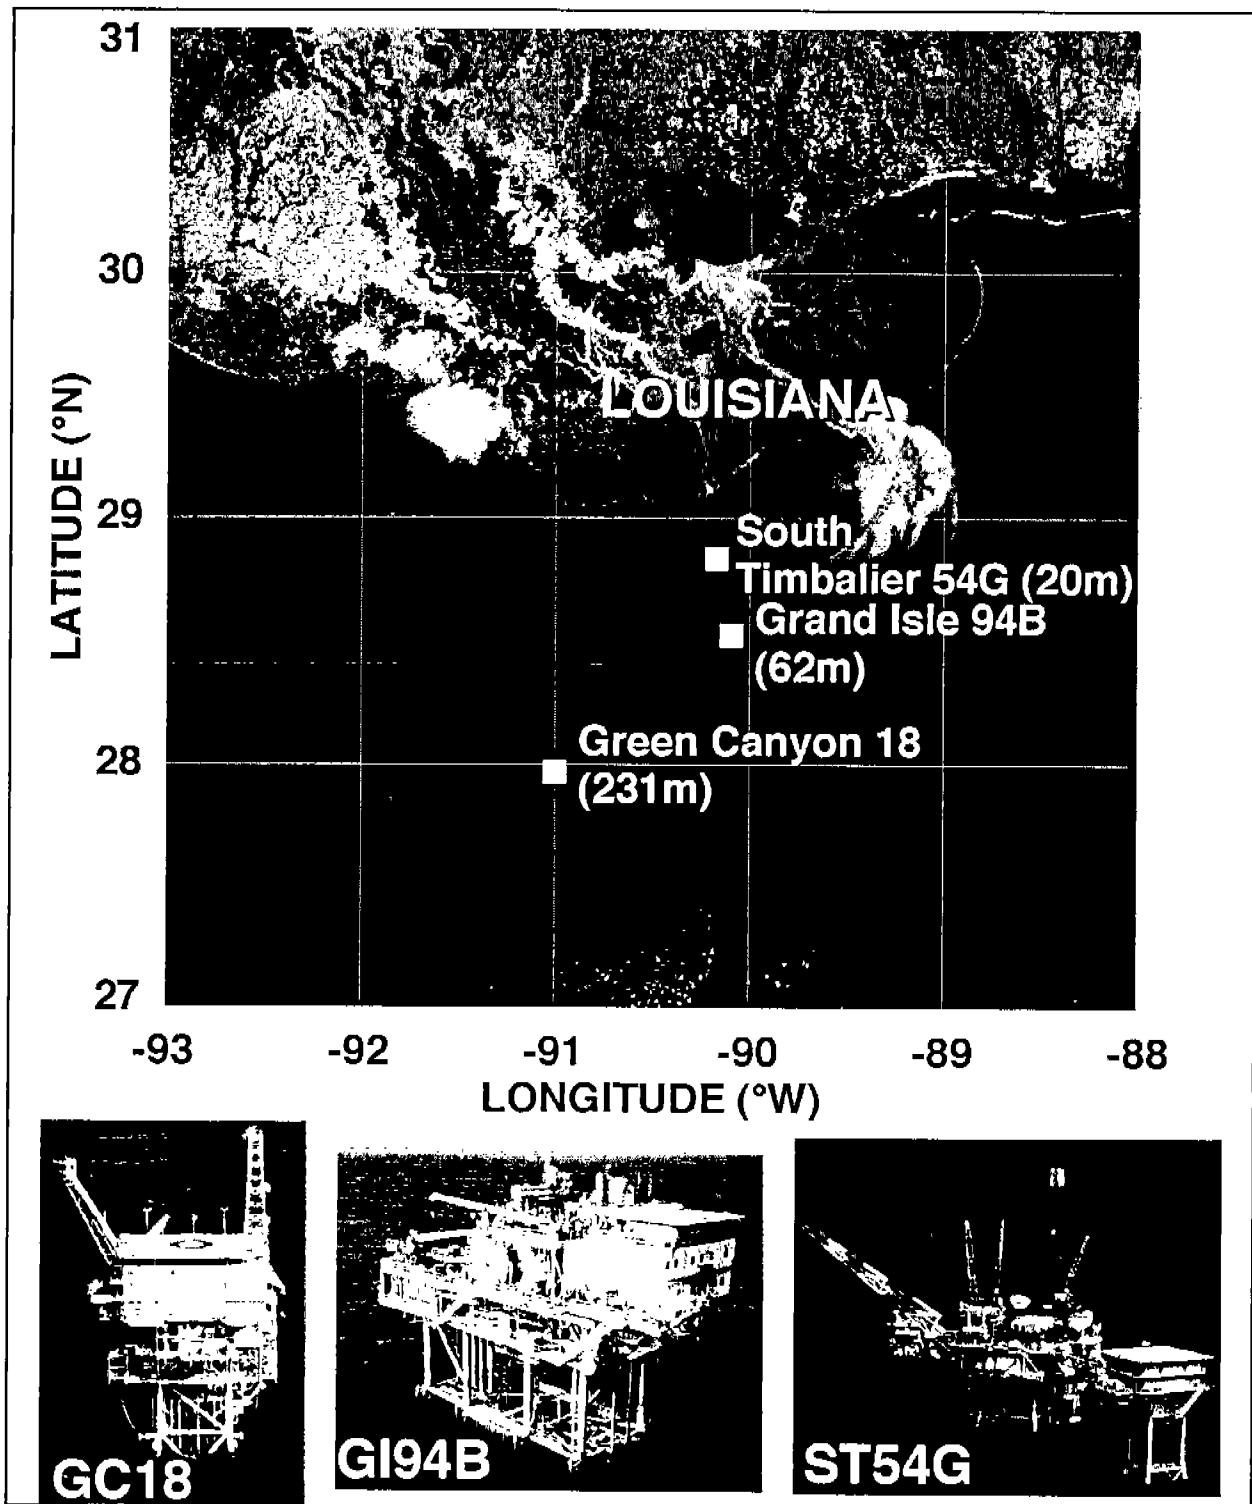 31
30
29
28
27
LATITUDE (°N)
LOUISIANA
South
Timbalier 54G (20m)
Grand Isle 94B
(62m)
Green Canyon 18
(231m)
-93 -92 -91 -90 -89 -88
LONGITUDE (°W)
GC18
GI94B
ST54G